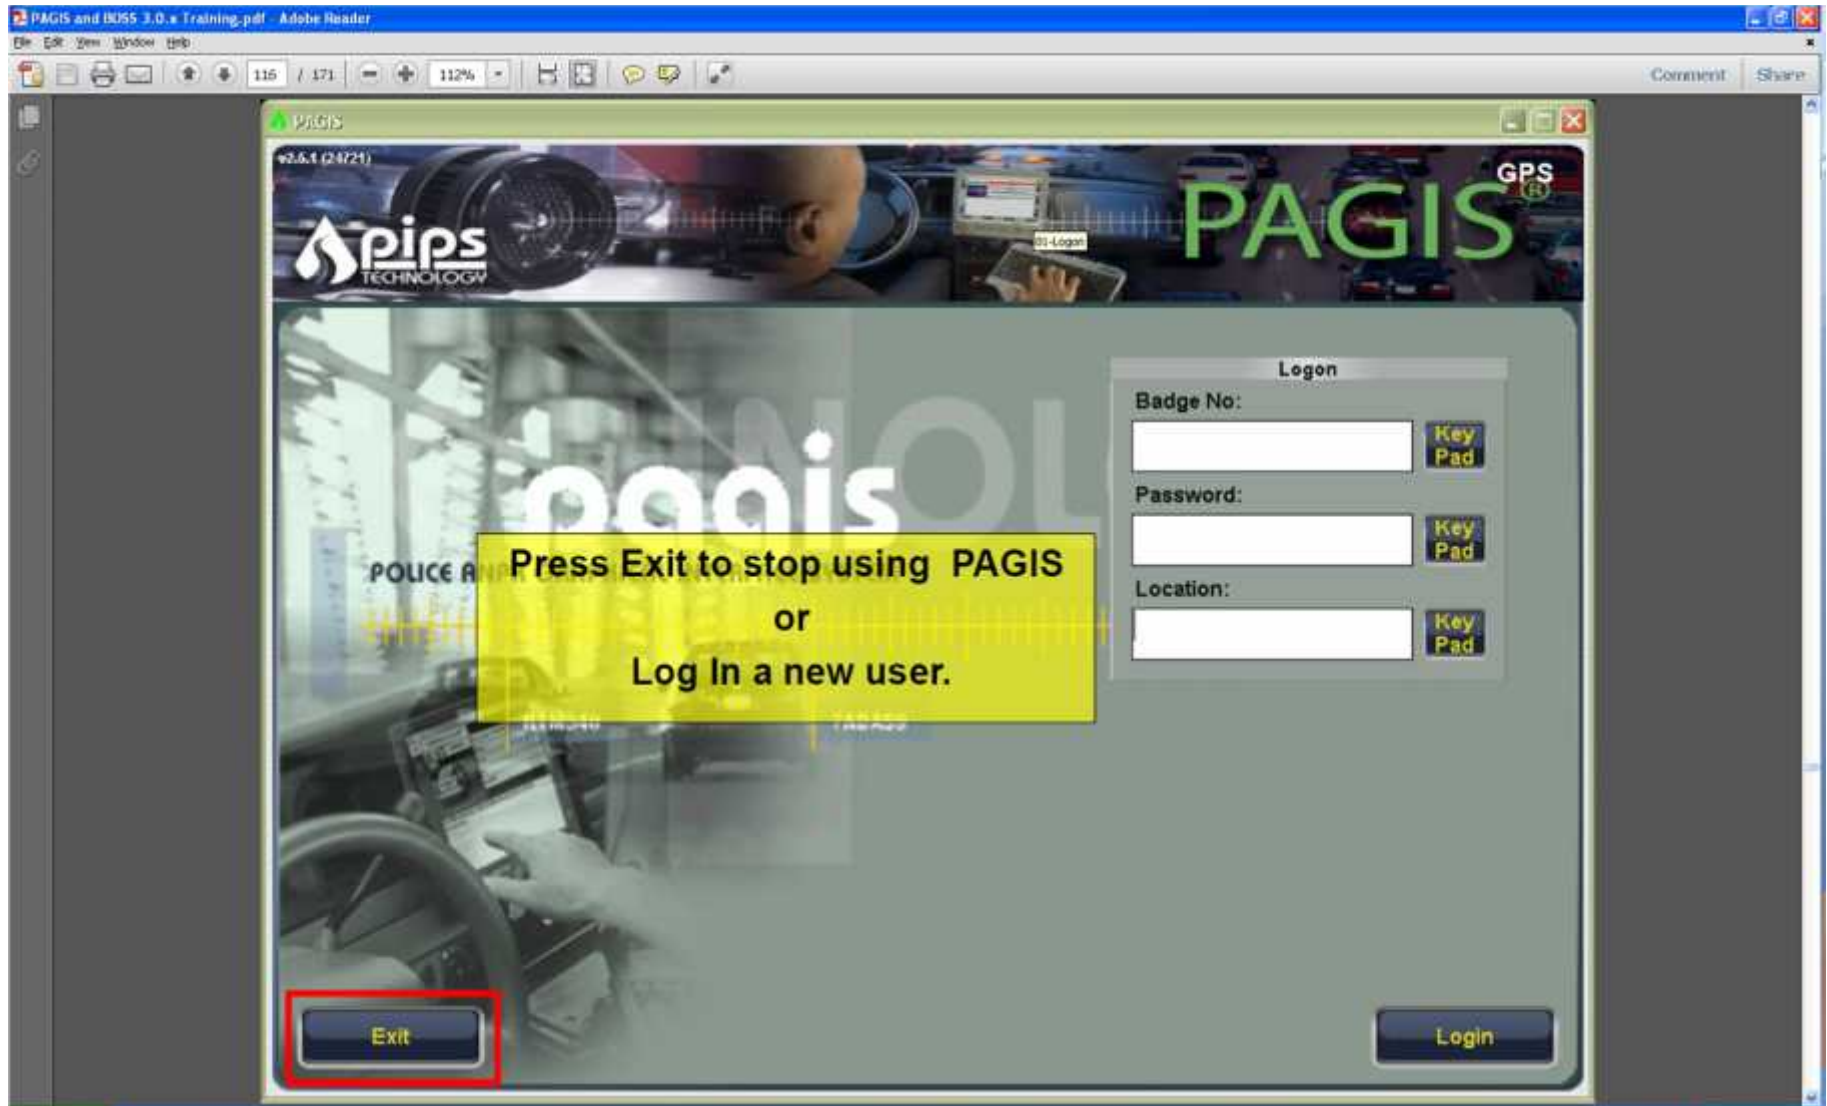 PAGIS and BOSS 3.0.x Training.pdf - Adobe Reader
File Edit View Window Help
116 / 171 112% Comment Share
PAGIS
v2.6.1 (24721)
GPS
PAGIS®
pips
TECHNOLOGY
01-Logon
Logon
Badge No:
Key
Pad
pagis
Password:
Key
Pad
Press Exit to stop using PAGIS
POLICE
or
Location:
Key
Pad
Log In a new user.
Exit
Login